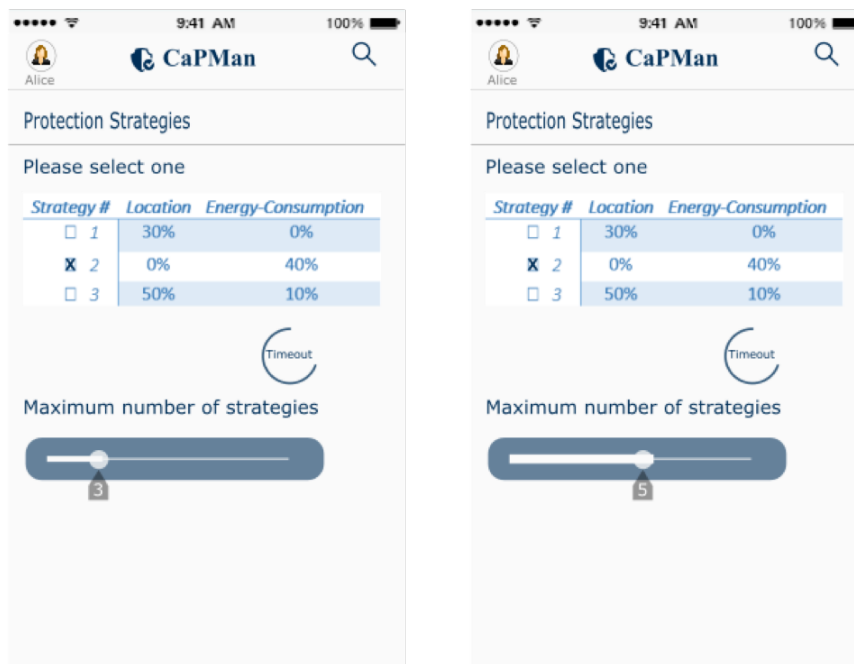 9:41 AM 100%
Alice
CaPMan
Protection Strategies
Please select one
Strategy # Location Energy-Consumption
1 30% 0%
X 2 0% 40%
3 50% 10%
Timeout
Maximum number of strategies
3
9:41 AM 100%
Alice
CaPMan
Protection Strategies
Please select one
Strategy # Location Energy-Consumption
1 30% 0%
X 2 0% 40%
3 50% 10%
Timeout
Maximum number of strategies
5